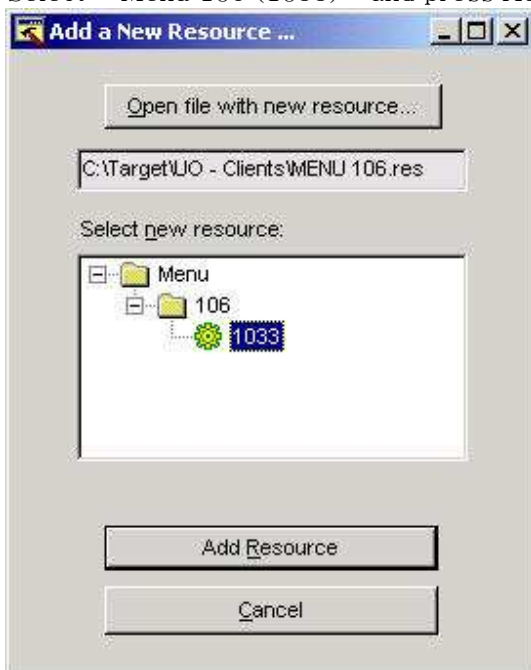 Add a New Resource ...
Open file with new resource...
C:\Target\UO - Clients\MENU 106.res
Select new resource:
Menu
106
1033
Add Resource
Cancel